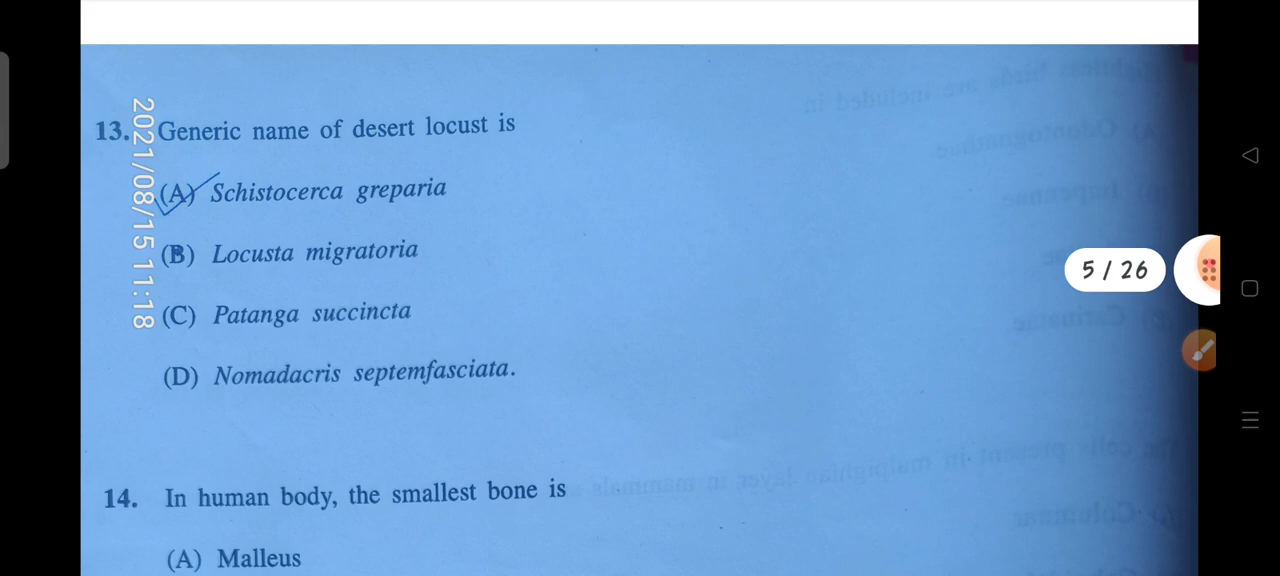 13. Generic name of desert locust is
(A) Schistocerca greparia
(B) Locusta migratoria
(C) Patanga succincta
(D) Nomadacris septemfasciata.
14. In human body, the smallest bone is
(A) Malleus
2021/08/15 11:18
5 / 26